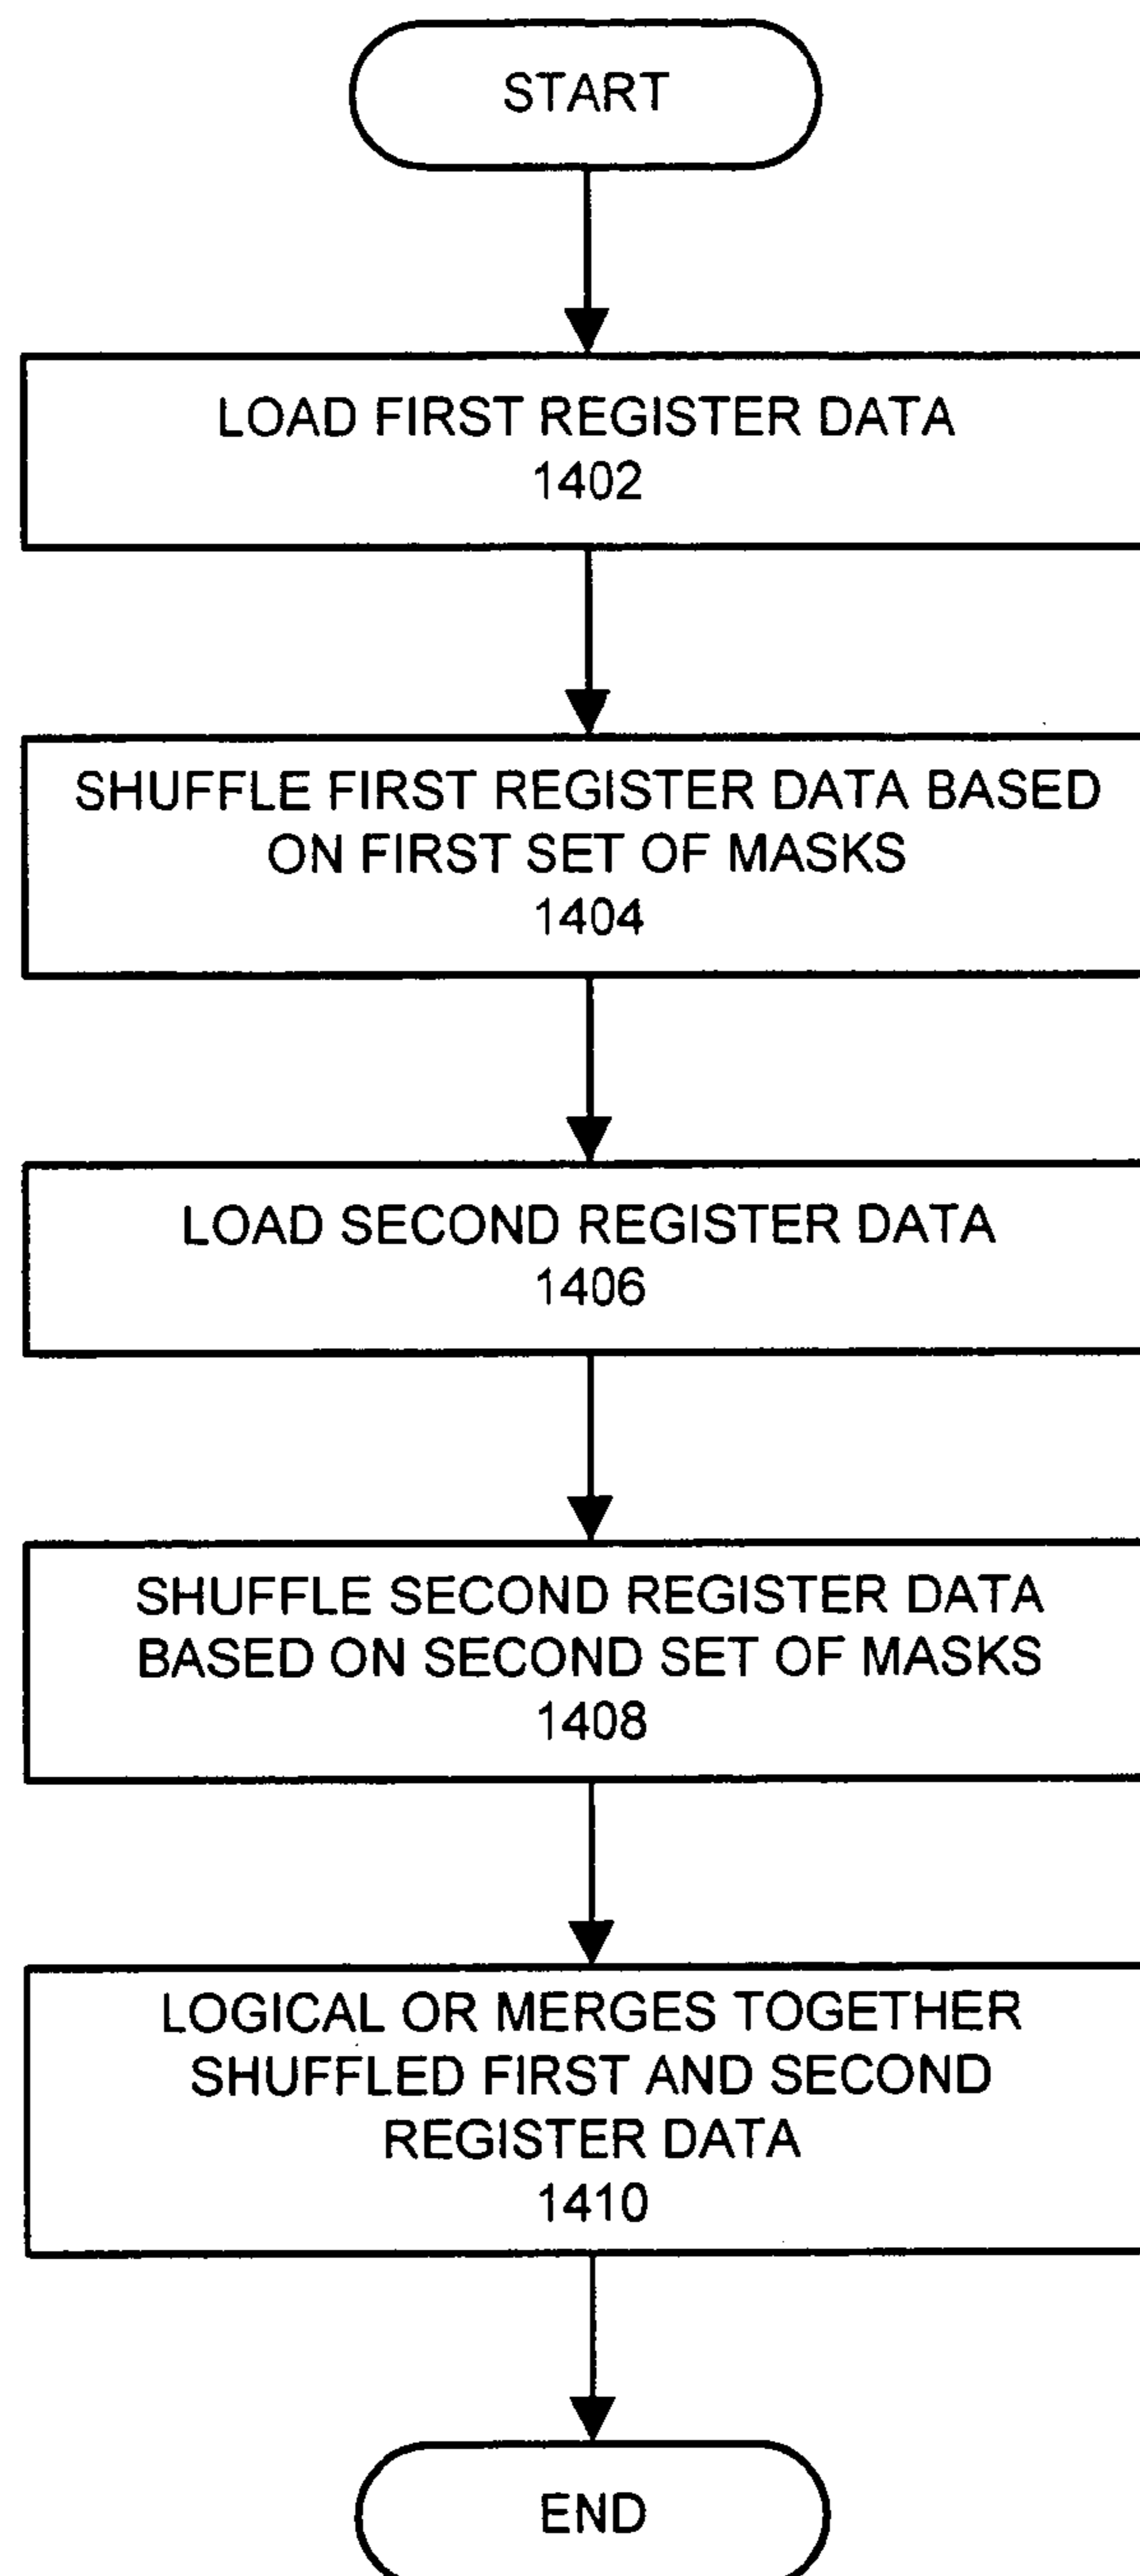 START
LOAD FIRST REGISTER DATA
1402
SHUFFLE FIRST REGISTER DATA BASED
ON FIRST SET OF MASKS
1404
LOAD SECOND REGISTER DATA
1406
SHUFFLE SECOND REGISTER DATA
BASED ON SECOND SET OF MASKS
1408
LOGICAL OR MERGES TOGETHER
SHUFFLED FIRST AND SECOND
REGISTER DATA
1410
END